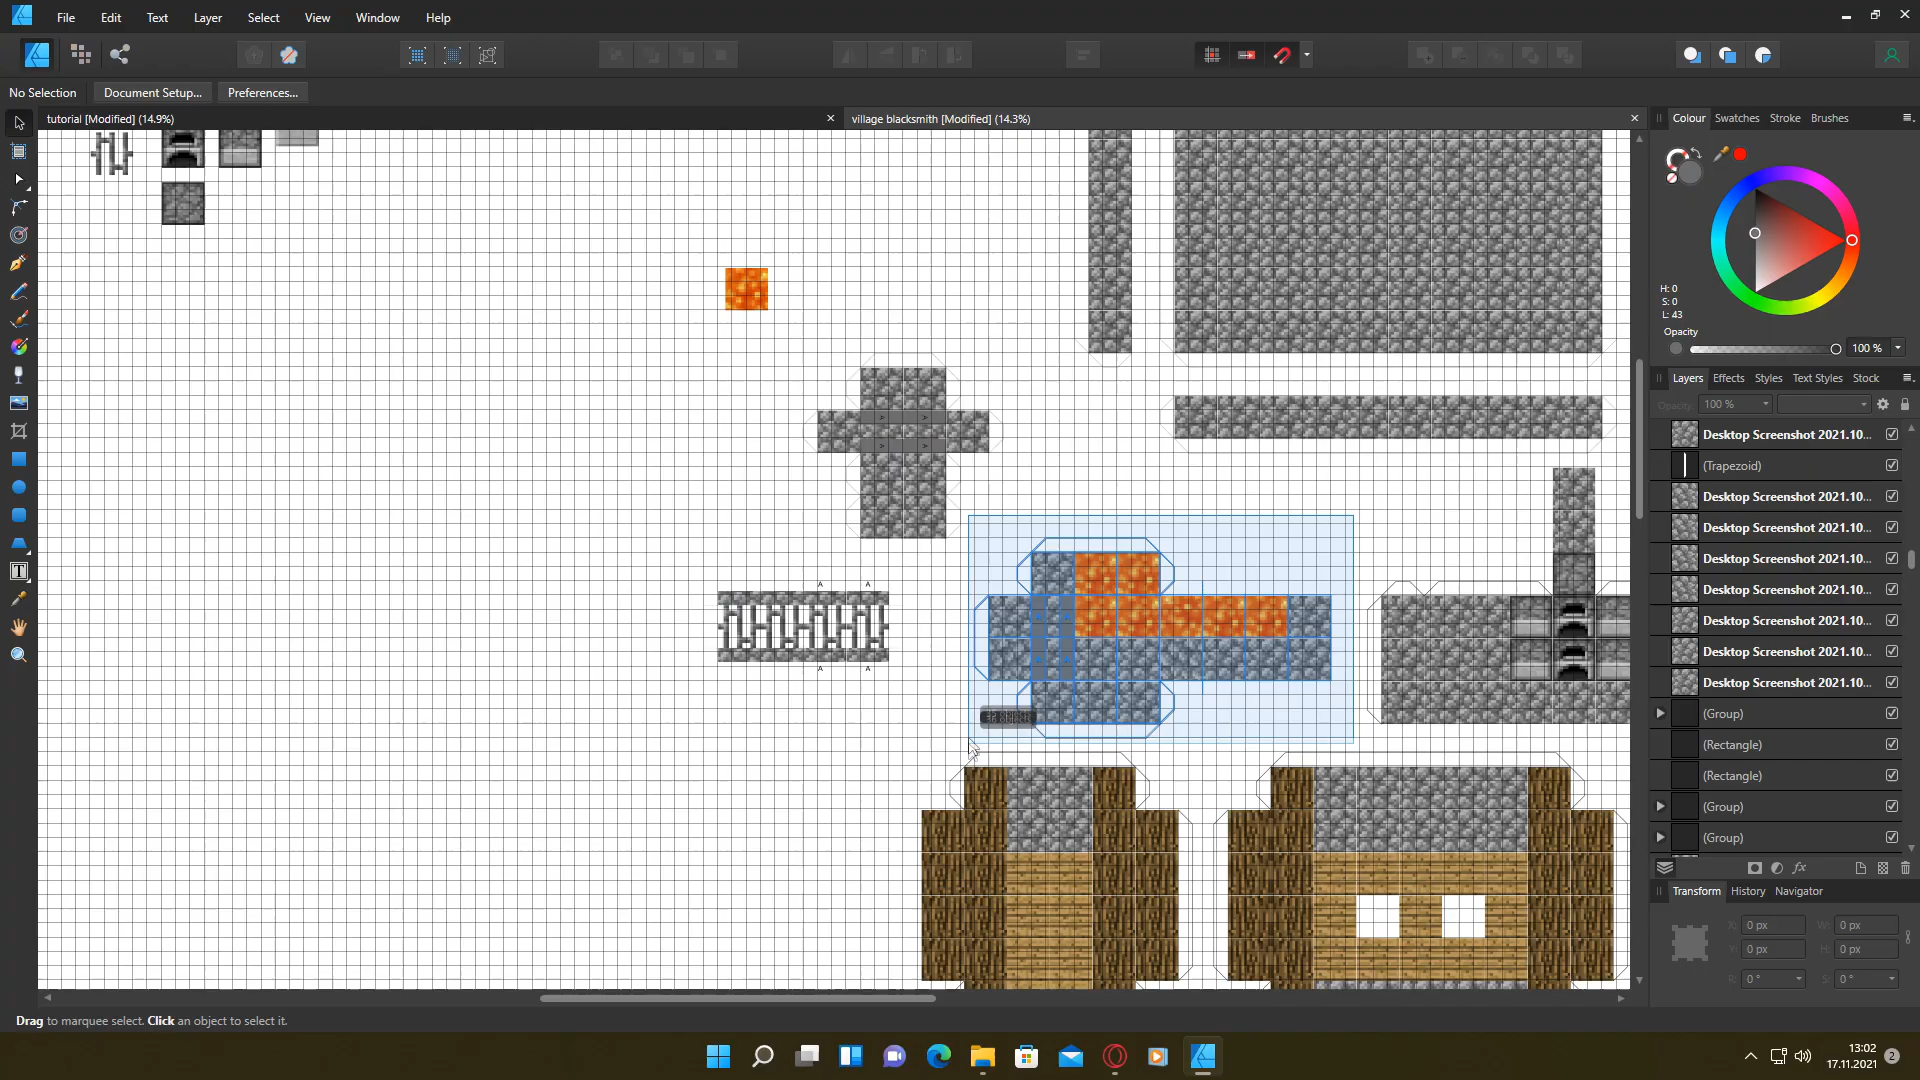 File Edit Text Layer Select View Window Help
No Selection Document Setup... Preferences...
tutorial [Modified] (14.9%)
village blacksmith [Modified] (14.3%)
Colour Swatches Stroke Brushes
H: 0
S: 0
L: 43
Opacity
100 %
Layers Effects Styles Text Styles Stock
Opacity: 100 %
Desktop Screenshot 2021.10...
(Trapezoid)
Desktop Screenshot 2021.10...
Desktop Screenshot 2021.10...
Desktop Screenshot 2021.10...
Desktop Screenshot 2021.10...
Desktop Screenshot 2021.10...
Desktop Screenshot 2021.10...
Desktop Screenshot 2021.10...
(Group)
(Rectangle)
(Rectangle)
(Group)
(Group)
Transform History Navigator
X: 0 px W: 0 px
Y: 0 px H: 0 px
R: 0 ° S: 0 °
A A
A A
Drag to marquee select. Click an object to select it.
13:02
17.11.2021
2